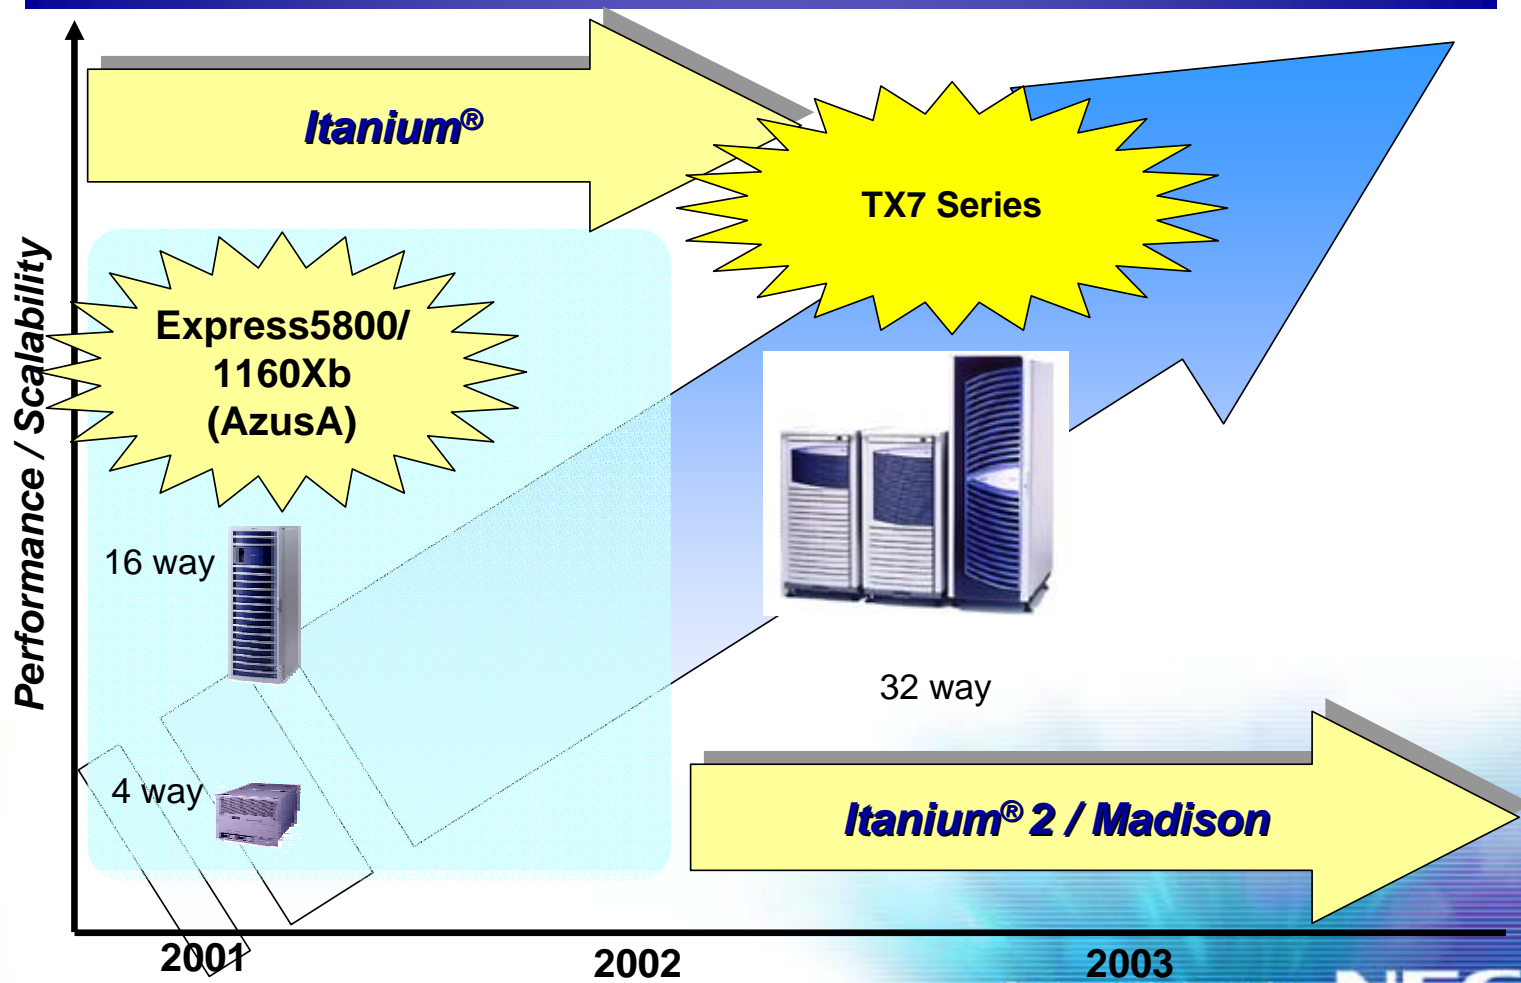 Itanium®
TX7 Series
Performance / Scalability
Express5800/
1160Xb
(AzusA)
16 way
32 way
4 way
Itanium® 2 / Madison
2001
2002
2003
NEC